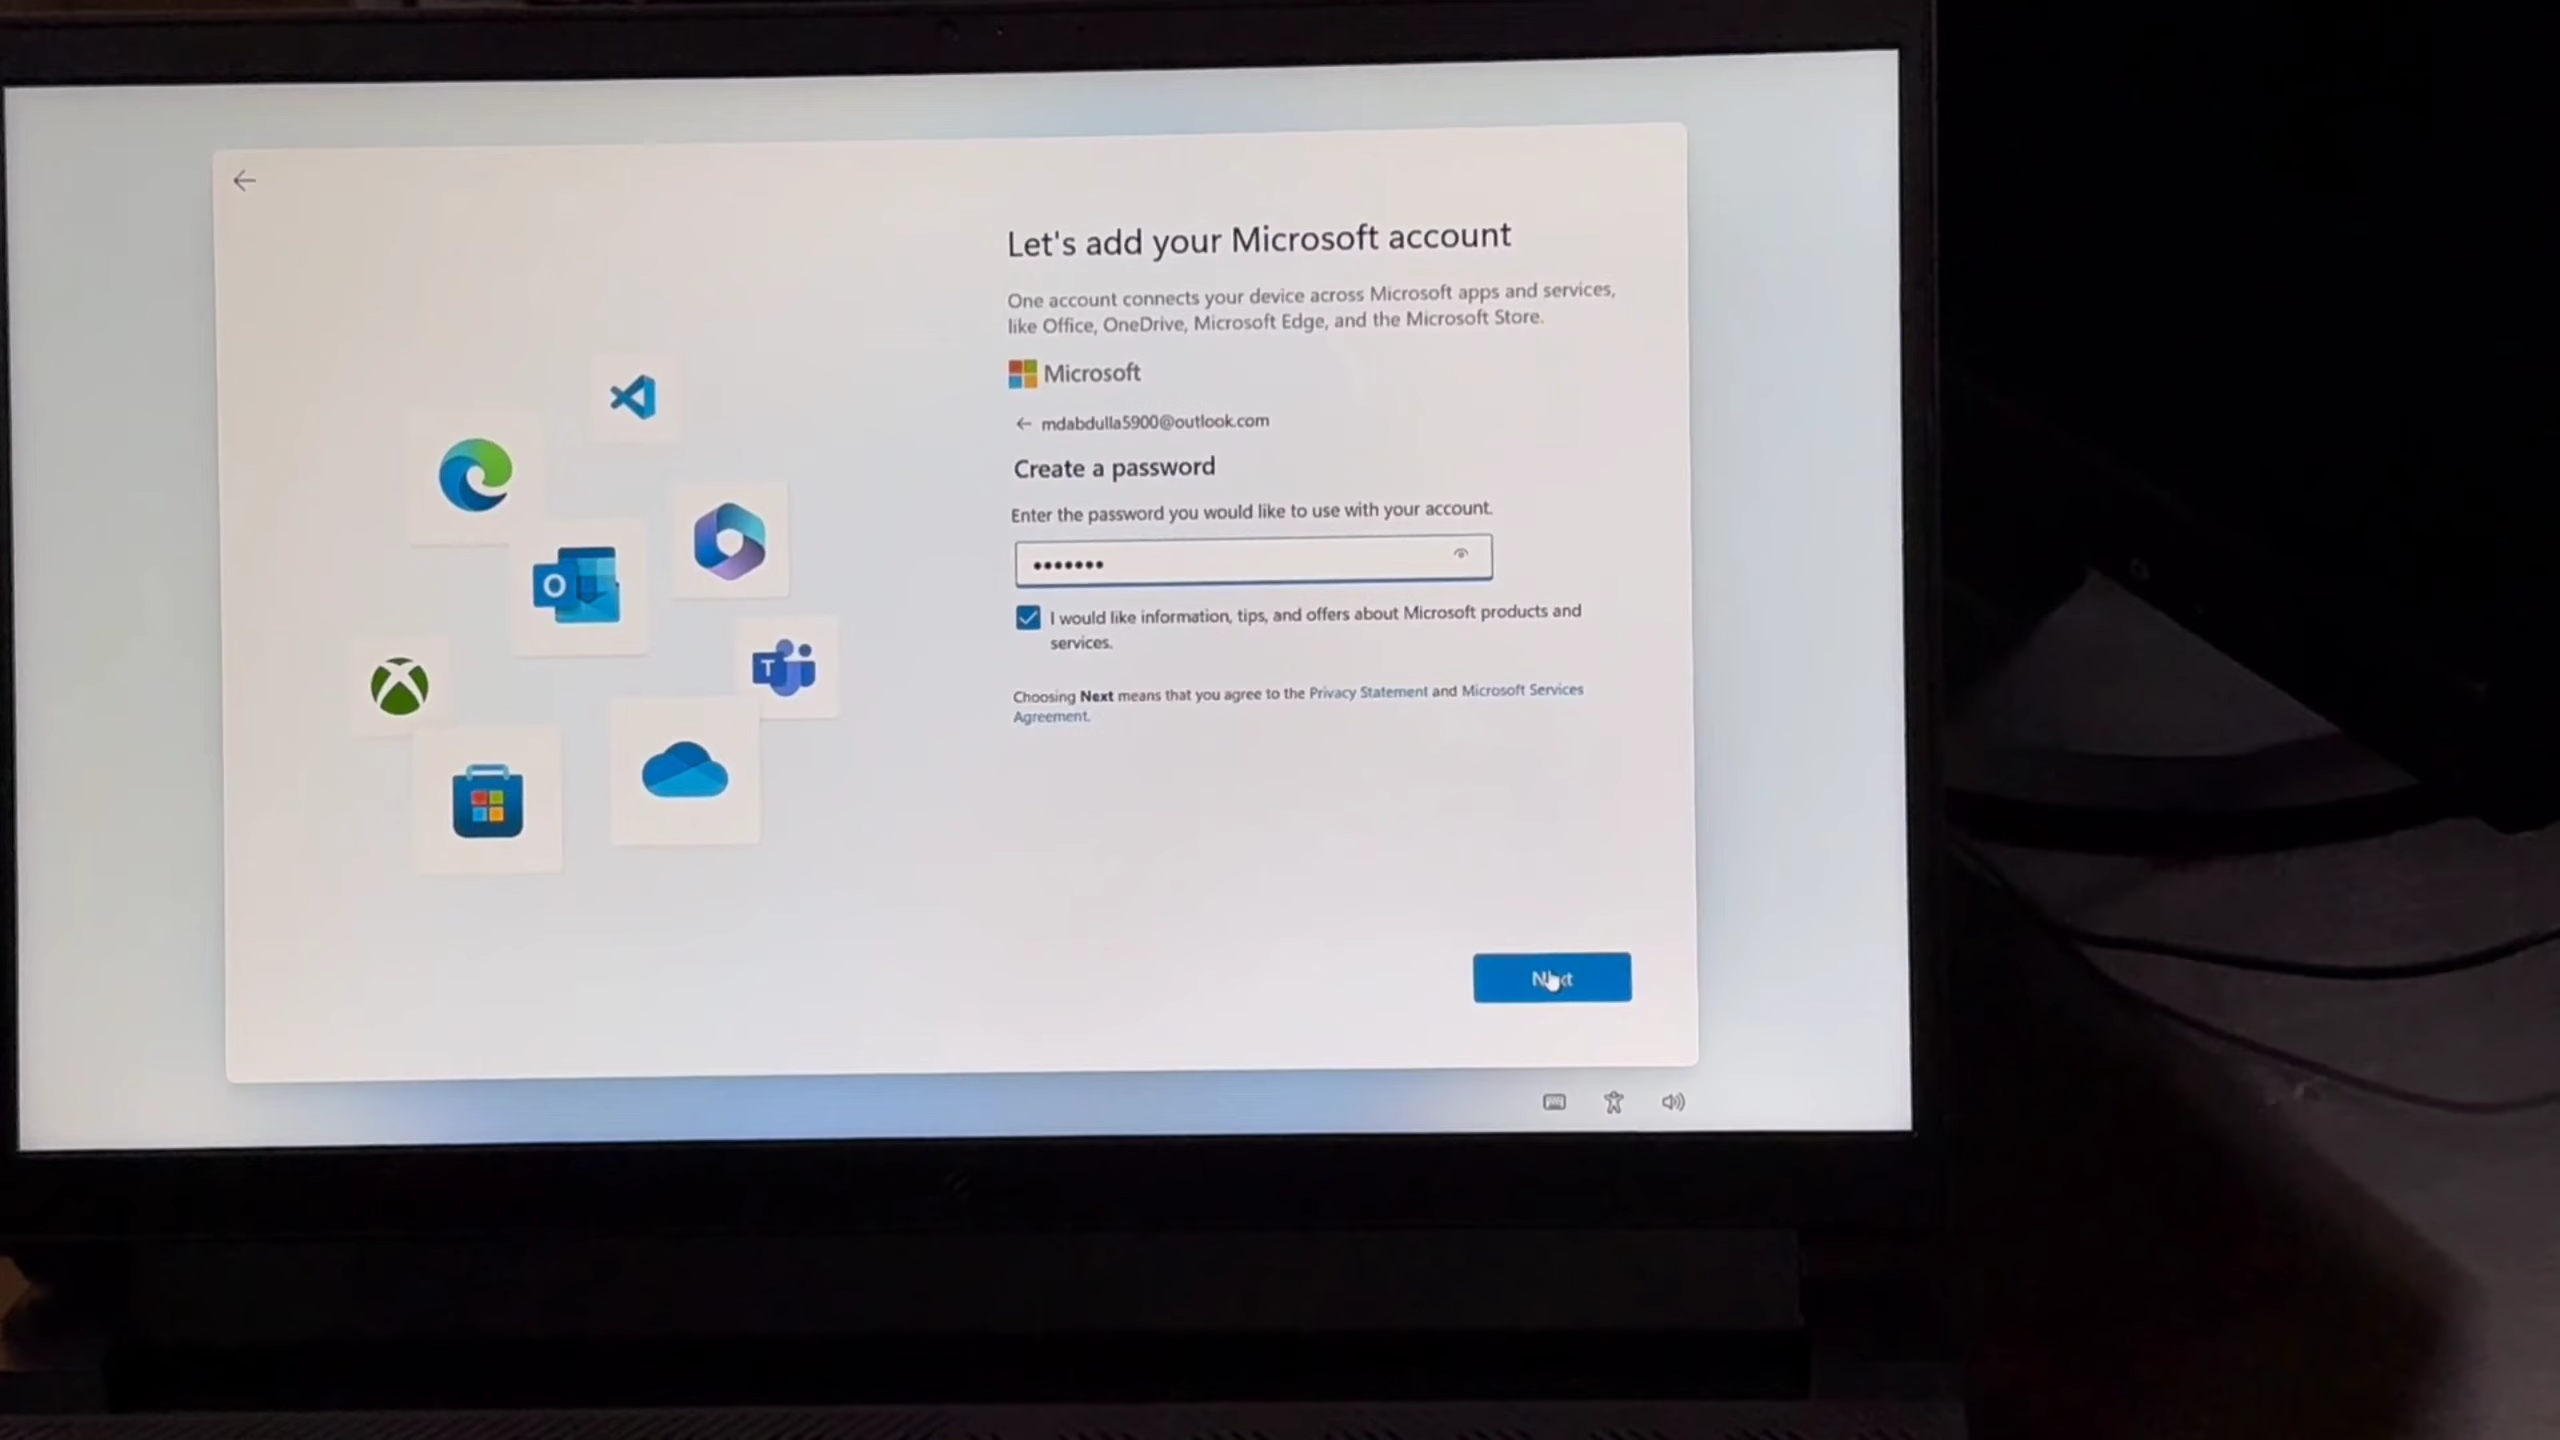 Let's add your Microsoft account
One account connects your device across Microsoft apps and services,
like Office, OneDrive, Microsoft Edge, and the Microsoft Store.
Microsoft
mdabdulla5900@outlook.com
Create a password
Enter the password you would like to use with your account.
•••••••
I would like information, tips, and offers about Microsoft products and
services.
Choosing Next means that you agree to the Privacy Statement and Microsoft Services
Agreement.
Next